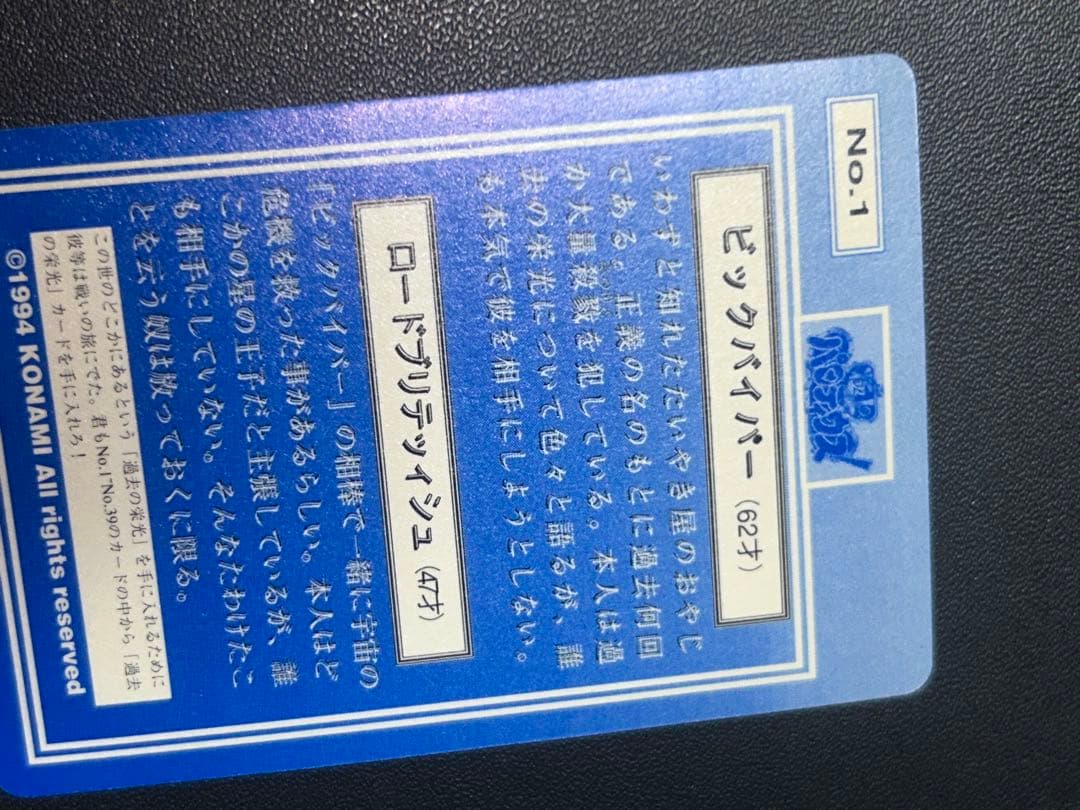 No.1
パロディウス
ビックバイパー（62才）
いわずと知れたたいやき屋のおやじ
である。正義の名のもとに過去何回
か大量殺戮を犯している。本人は過
去の栄光について色々と語るが、誰
も本気で彼を相手にしようとしない。
ロードブリティッシュ（47才）
「ビックバイパー」の相棒で一緒に宇宙の
危機を救った事があるらしい。本人はど
こかの星の王子だと主張しているが、誰
も相手にしていない。そんなたわけたこ
とを云う奴は放っておくに限る。
この世のどこかにあるという「過去の栄光」を手に入れるために
彼等は戦いの旅にでた。君もNo.1~No.39のカードの中から「過去
の栄光」カードを手に入れろ！
©1994 KONAMI All rights reserved